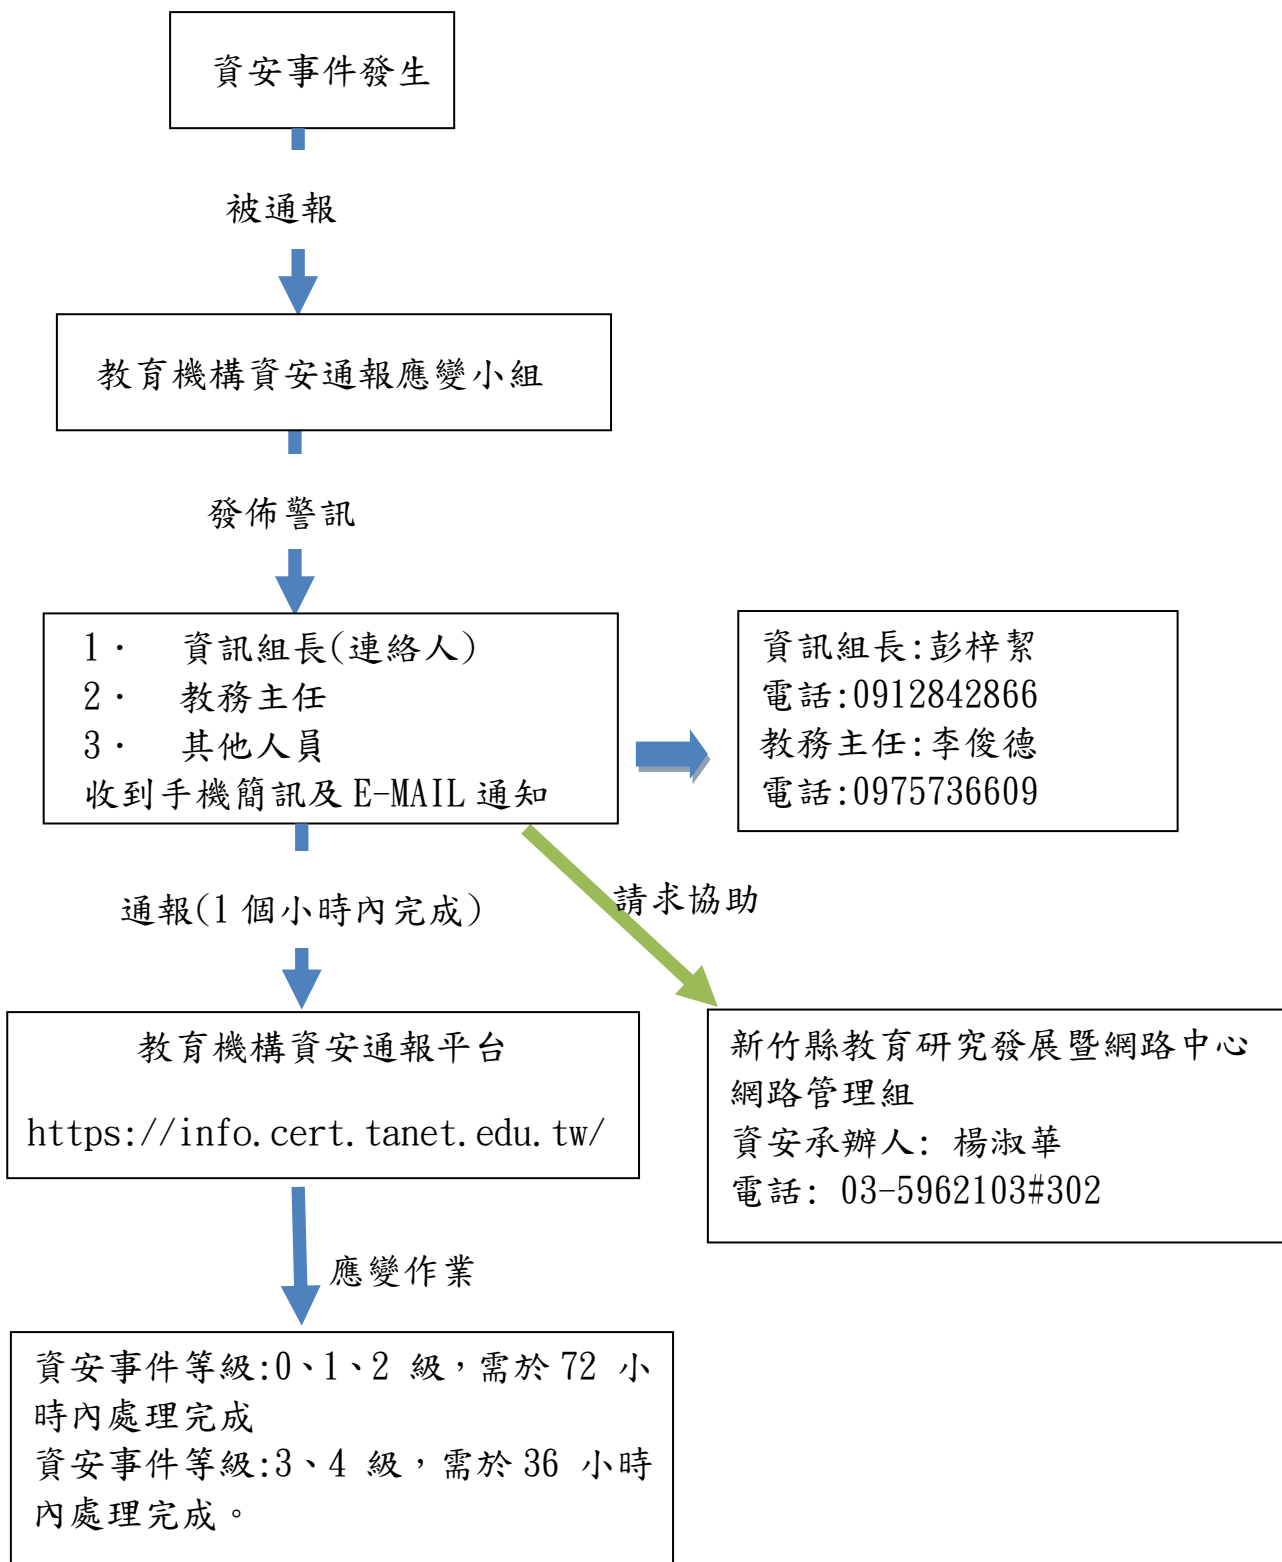 資安事件發生
被通報
教育機構資安通報應變小組
發佈警訊
1. 資訊組長(連絡人)
2. 教務主任
3. 其他人員
收到手機簡訊及 E-MAIL 通知
資訊組長:彭梓絜
電話:0912842866
教務主任:李俊德
電話:0975736609
通報(1 個小時內完成)
請求協助
教育機構資安通報平台
https://info.cert.tanet.edu.tw/
新竹縣教育研究發展暨網路中心
網路管理組
資安承辦人: 楊淑華
電話: 03-5962103#302
應變作業
資安事件等級:0、1、2 級，需於 72 小
時內處理完成
資安事件等級:3、4 級，需於 36 小時
內處理完成。